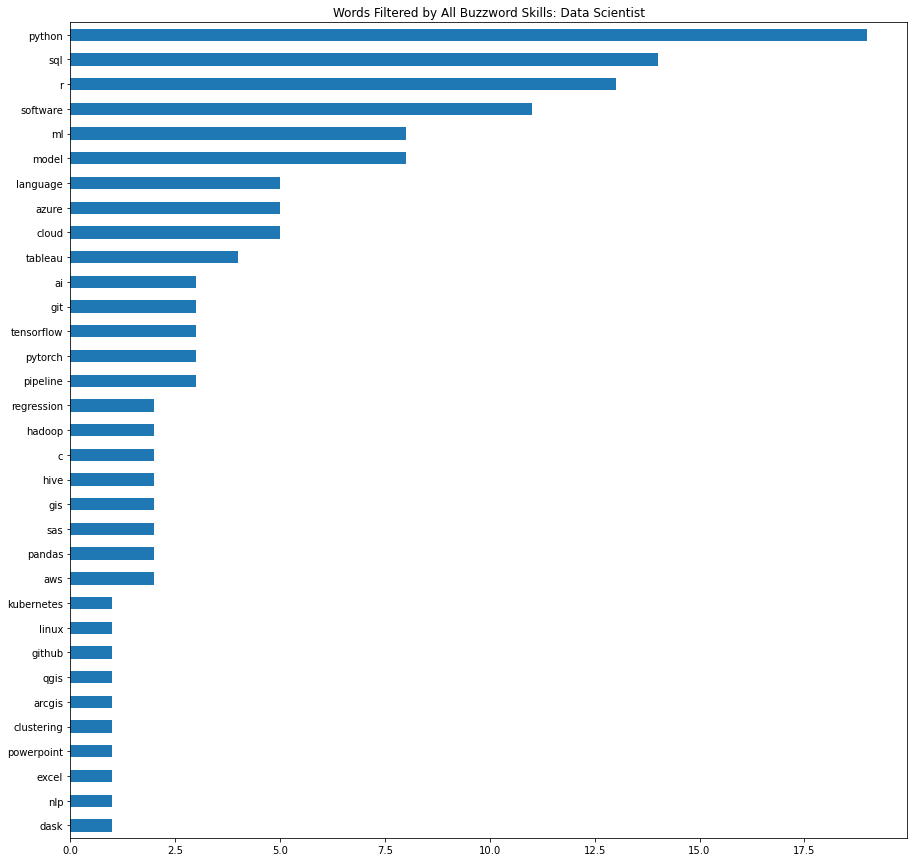 Words Filtered by All Buzzword Skills: Data Scientist
python
sql
r
software
ml
model
language
azure
cloud
tableau
ai
git
tensorflow
pytorch
pipeline
regression
hadoop
c
hive
gis
sas
pandas
aws
kubernetes
linux
github
qgis
arcgis
clustering
powerpoint
excel
nlp
dask
0.0 2.5 5.0 7.5 10.0 12.5 15.0 17.5